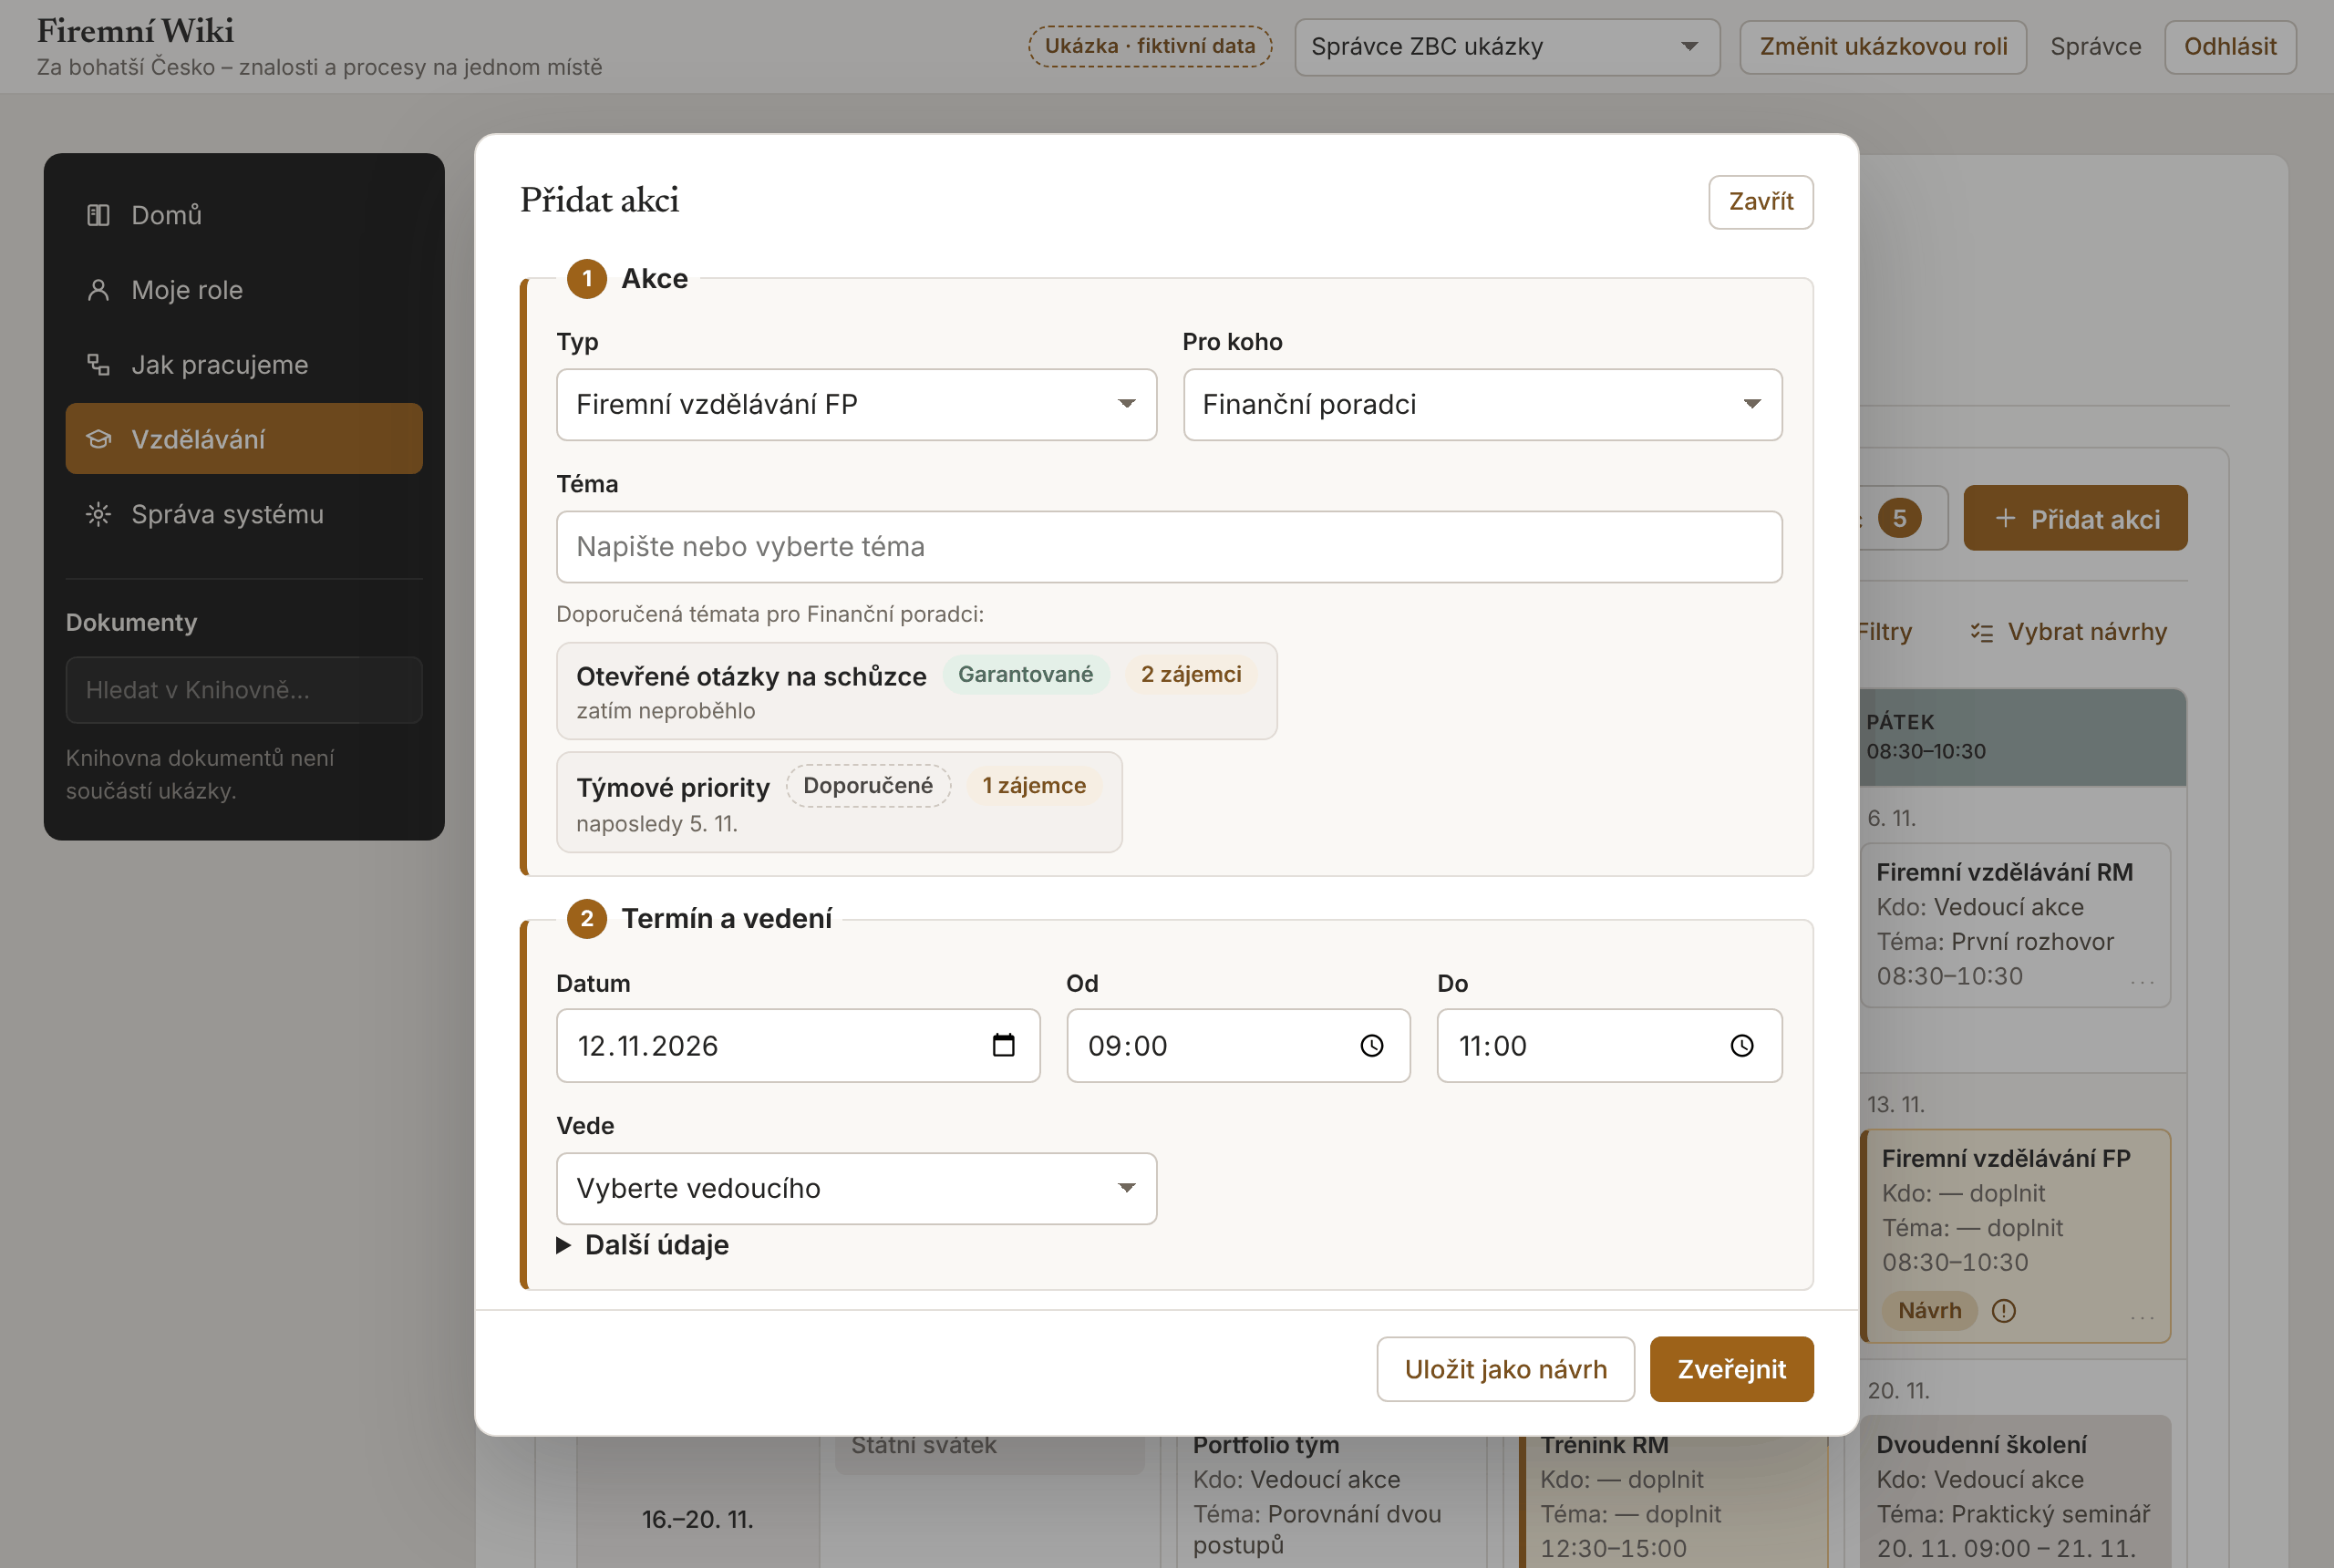 Firemní Wiki
Za bohatší Česko – znalosti a procesy na jednom místě
Ukázka · fiktivní data
Správce ZBC ukázky
Změnit ukázkovou roli
Správce
Odhlásit
Domů
Moje role
Jak pracujeme
Vzdělávání
Správa systému
Dokumenty
Hledat v Knihovně...
Knihovna dokumentů není
součástí ukázky.
Přidat akci
Zavřít
1 Akce
Typ
Pro koho
Firemní vzdělávání FP
Finanční poradci
Téma
Napište nebo vyberte téma
Doporučená témata pro Finanční poradci:
Otevřené otázky na schůzce Garantované 2 zájemci
zatím neproběhlo
Týmové priority Doporučené 1 zájemce
naposledy 5. 11.
2 Termín a vedení
Datum
Od
Do
12.11.2026
09:00
11:00
Vede
Vyberte vedoucího
Další údaje
Uložit jako návrh
Zveřejnit
5
+ Přidat akci
Filtry
Vybrat návrhy
PÁTEK
08:30–10:30
6. 11.
Firemní vzdělávání RM
Kdo: Vedoucí akce
Téma: První rozhovor
08:30–10:30
...
13. 11.
Firemní vzdělávání FP
Kdo: — doplnit
Téma: — doplnit
08:30–10:30
Návrh
...
20. 11.
Dvoudenní školení
Kdo: Vedoucí akce
Téma: Praktický seminář
20. 11. 09:00 – 21. 11.
16.–20. 11.
Státní svátek
Portfolio tým
Kdo: Vedoucí akce
Téma: Porovnání dvou
postupů
Trénink RM
Kdo: — doplnit
Téma: — doplnit
12:30–15:00